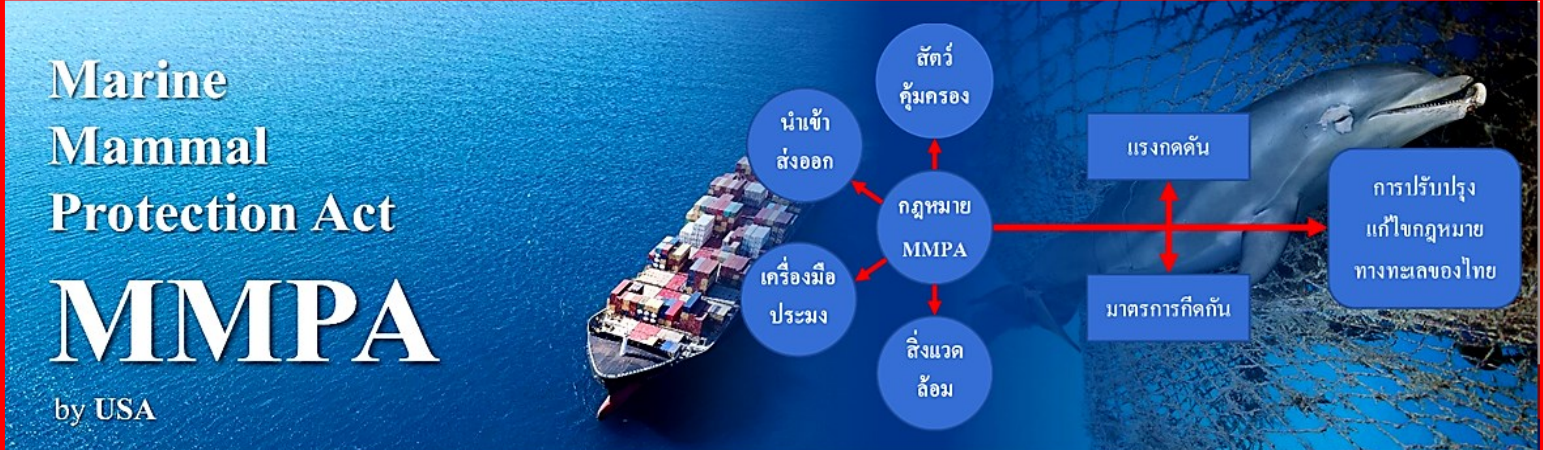 Marine
Mammal
Protection Act
MMPA
by USA
สัตว์
คุ้มครอง
นำเข้า
ส่งออก
กฎหมาย
MMPA
เครื่องมือ
ประมง
สิ่งแวด
ล้อม
แรงกดดัน
มาตรการกีดกัน
การปรับปรุง
แก้ไขกฎหมาย
ทางทะเลของไทย